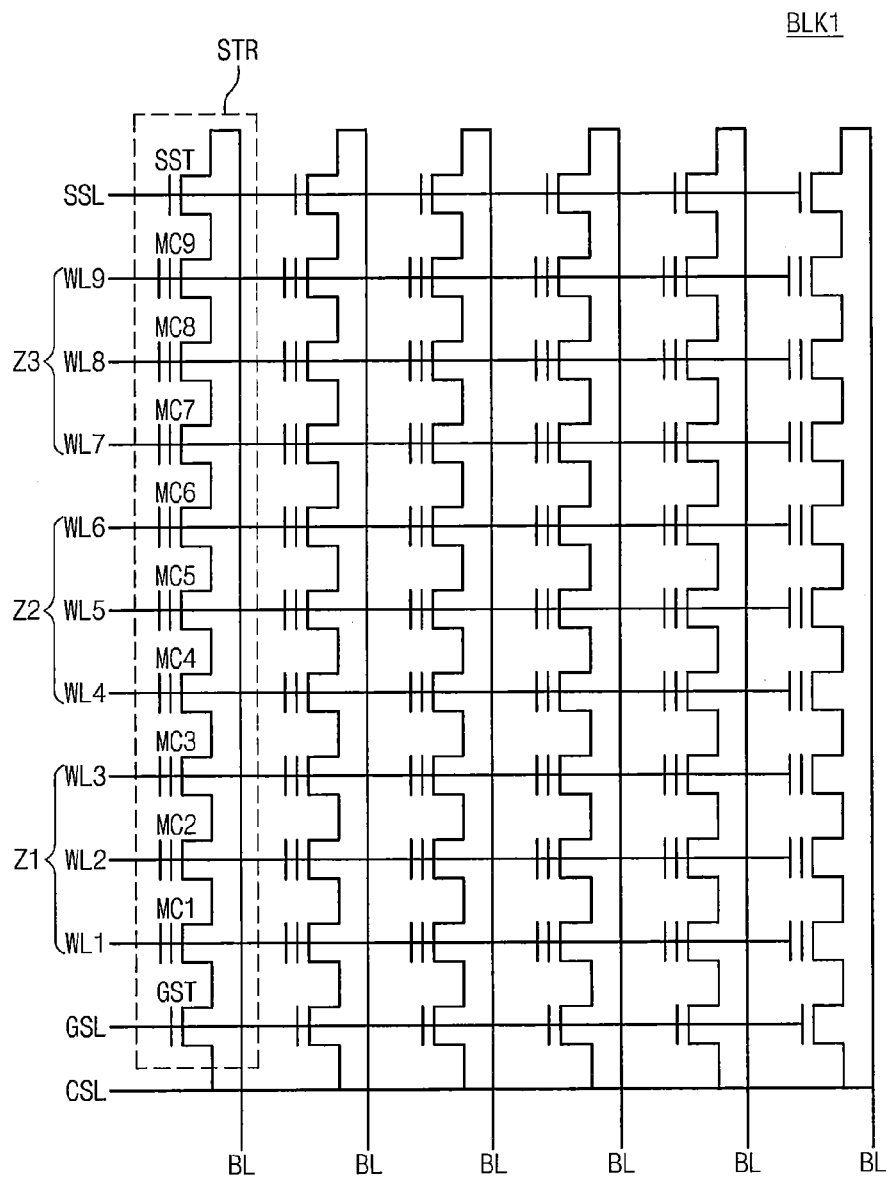 BLK1
STR
SST
SSL
MC9
WL9
MC8
Z3 WL8
MC7
WL7
MC6
WL6
MC5
Z2 WL5
MC4
WL4
MC3
WL3
MC2
Z1 WL2
MC1
WL1
GST
GSL
CSL
BL BL BL BL BL BL